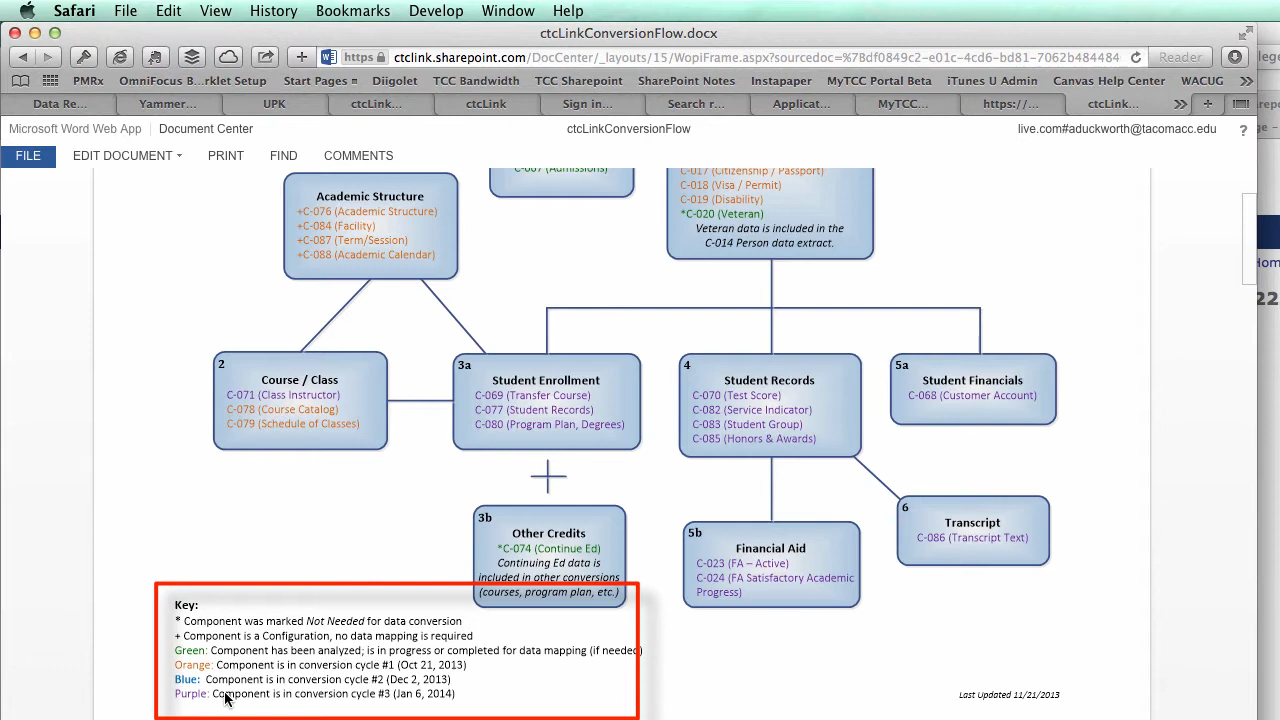 Safari File Edit View History Bookmarks Develop Window Help
ctcLinkConversionFlow.docx
https ctclink.sharepoint.com/DocCenter/_layouts/15/WopiFrame.aspx?sourcedoc=%7Bdf0849c2-e01c-4cd6-bd81-7062b484484 Reader
PMRx OmniFocus B...rklet Setup Start Pages Diigolet TCC Bandwidth TCC Sharepoint SharePoint Notes Instapaper MyTCC Portal Beta iTunes U Admin Canvas Help Center WACUG
Data Re... Yammer... UPK ctcLink... ctcLink Sign in... Search r... Applicat... MyTCC... https:/... ctcLink...
Microsoft Word Web App Document Center ctcLinkConversionFlow live.com#aduckworth@tacomacc.edu ?
FILE EDIT DOCUMENT PRINT FIND COMMENTS
C-017 (Citizenship / Passport)
C-018 (Visa / Permit)
C-019 (Disability)
*C-020 (Veteran)
Veteran data is included in the
C-014 Person data extract.
Academic Structure
+C-076 (Academic Structure)
+C-084 (Facility)
+C-087 (Term/Session)
+C-088 (Academic Calendar)
2
Course / Class
C-071 (Class Instructor)
C-078 (Course Catalog)
C-079 (Schedule of Classes)
3a
Student Enrollment
C-069 (Transfer Course)
C-077 (Student Records)
C-080 (Program Plan, Degrees)
4
Student Records
C-070 (Test Score)
C-082 (Service Indicator)
C-083 (Student Group)
C-085 (Honors & Awards)
5a
Student Financials
C-068 (Customer Account)
3b
Other Credits
*C-074 (Continue Ed)
Continuing Ed data is
included in other conversions
(courses, program plan, etc.)
5b
Financial Aid
C-023 (FA – Active)
C-024 (FA Satisfactory Academic
Progress)
6
Transcript
C-086 (Transcript Text)
Key:
* Component was marked Not Needed for data conversion
+ Component is a Configuration, no data mapping is required
Green: Component has been analyzed; is in progress or completed for data mapping (if needed)
Orange: Component is in conversion cycle #1 (Oct 21, 2013)
Blue: Component is in conversion cycle #2 (Dec 2, 2013)
Purple: Component is in conversion cycle #3 (Jan 6, 2014)
Last Updated 11/21/2013